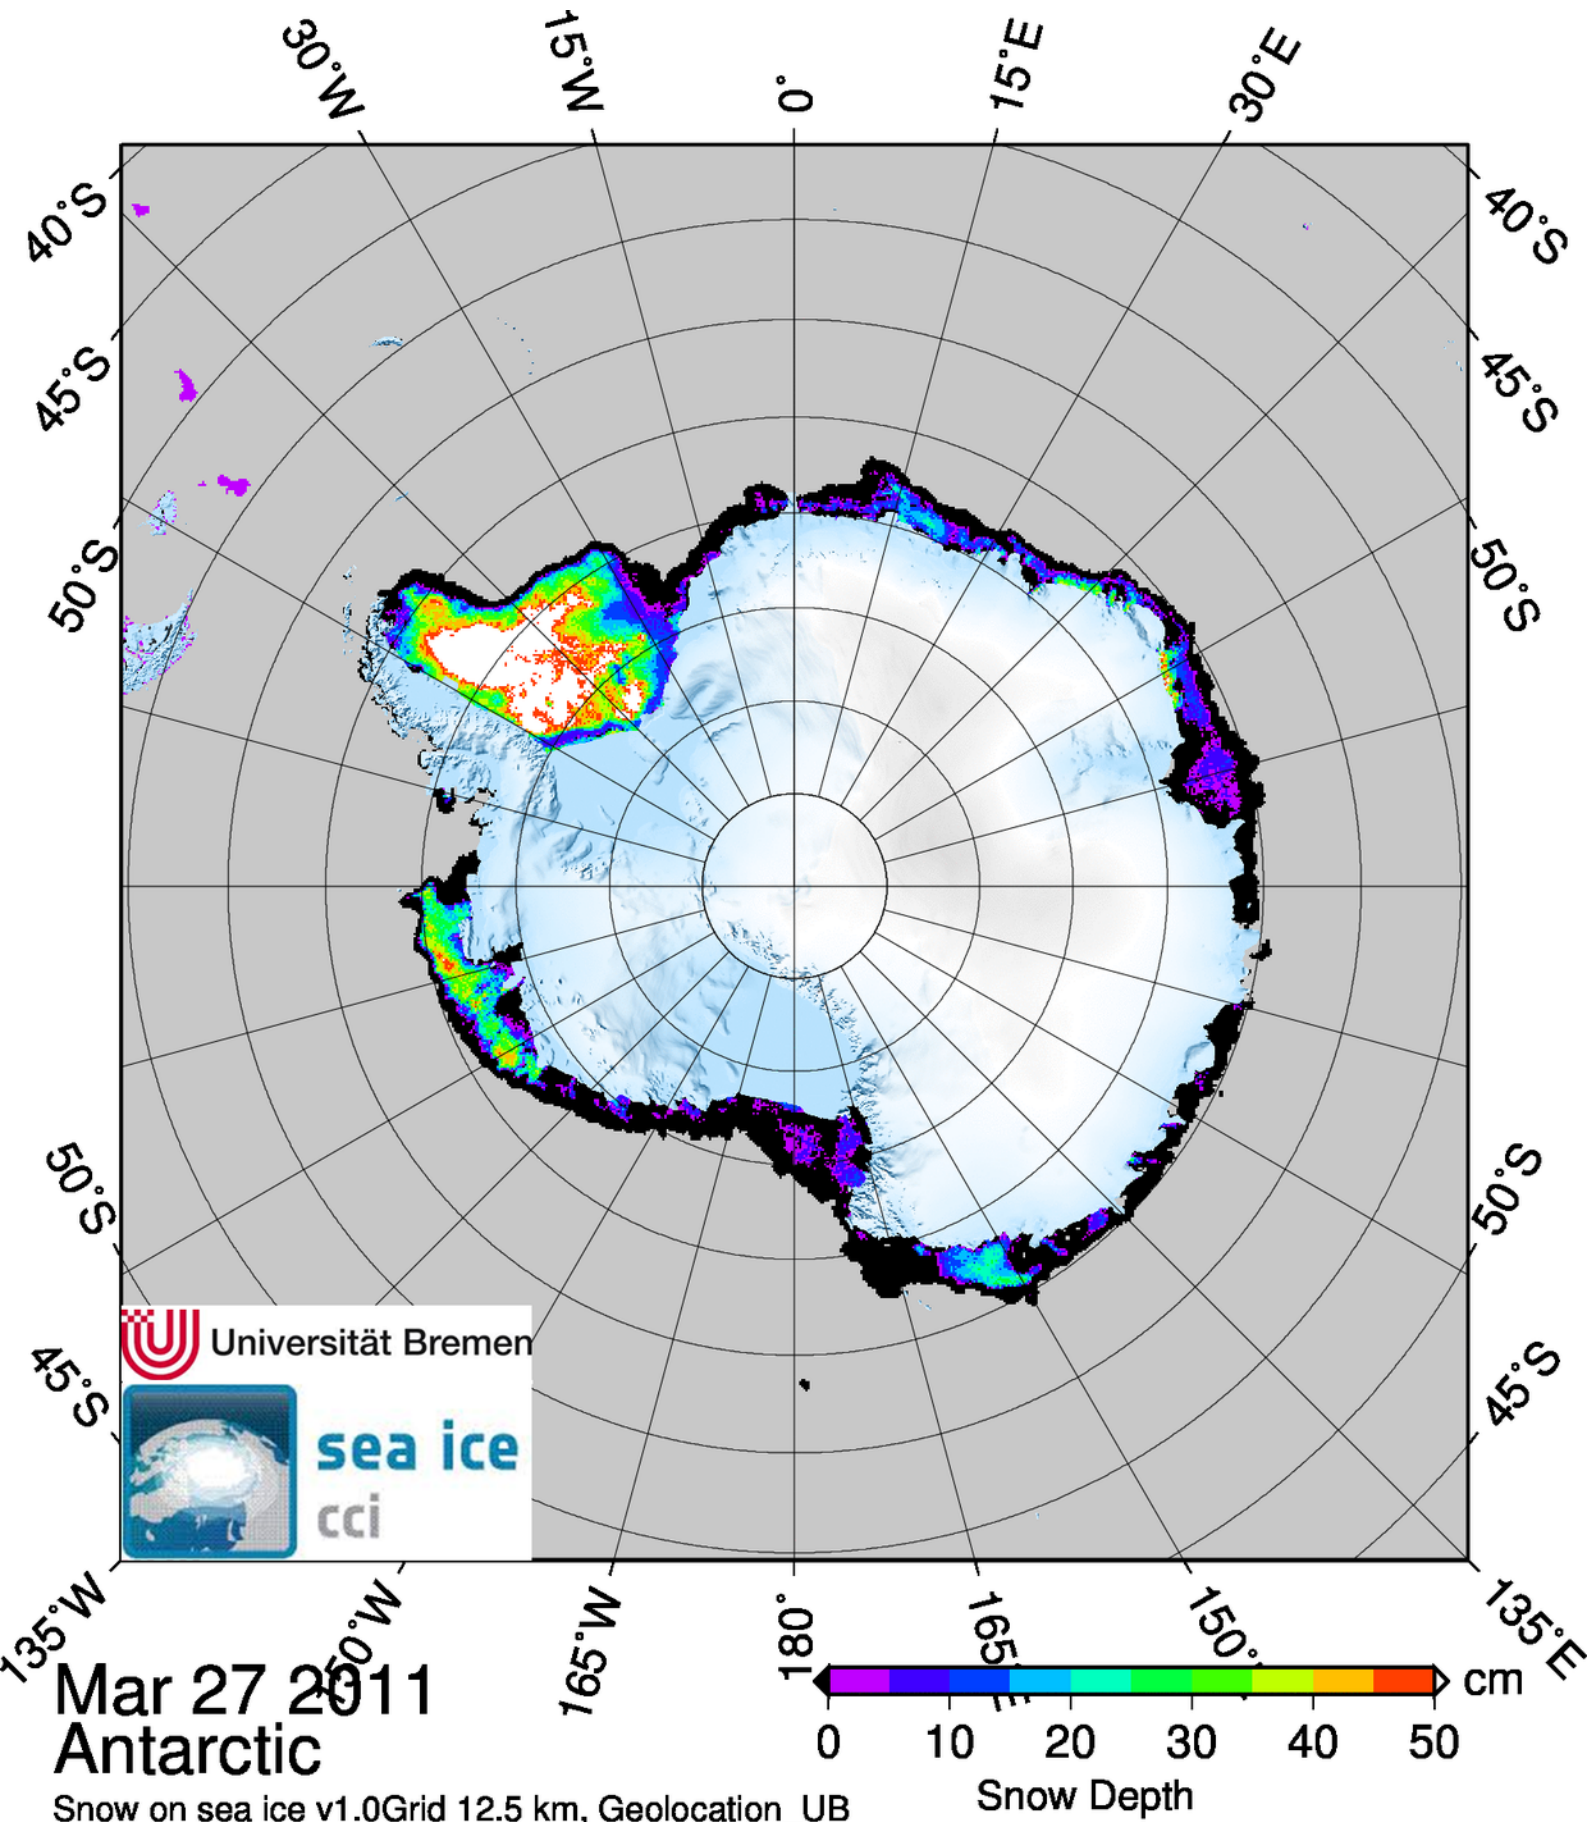 30°W
15°W
0°
15°E
30°E
40°S
40°S
45°S
45°S
50°S
50°S
50°S
50°S
45°S
45°S
Universität Bremen
sea ice
cci
135°W
165°W
180°
135°E
Mar 27 2011
Antarctic
Snow on sea ice v1.0Grid 12.5 km, Geolocation UB
cm
0 10 20 30 40 50
Snow Depth